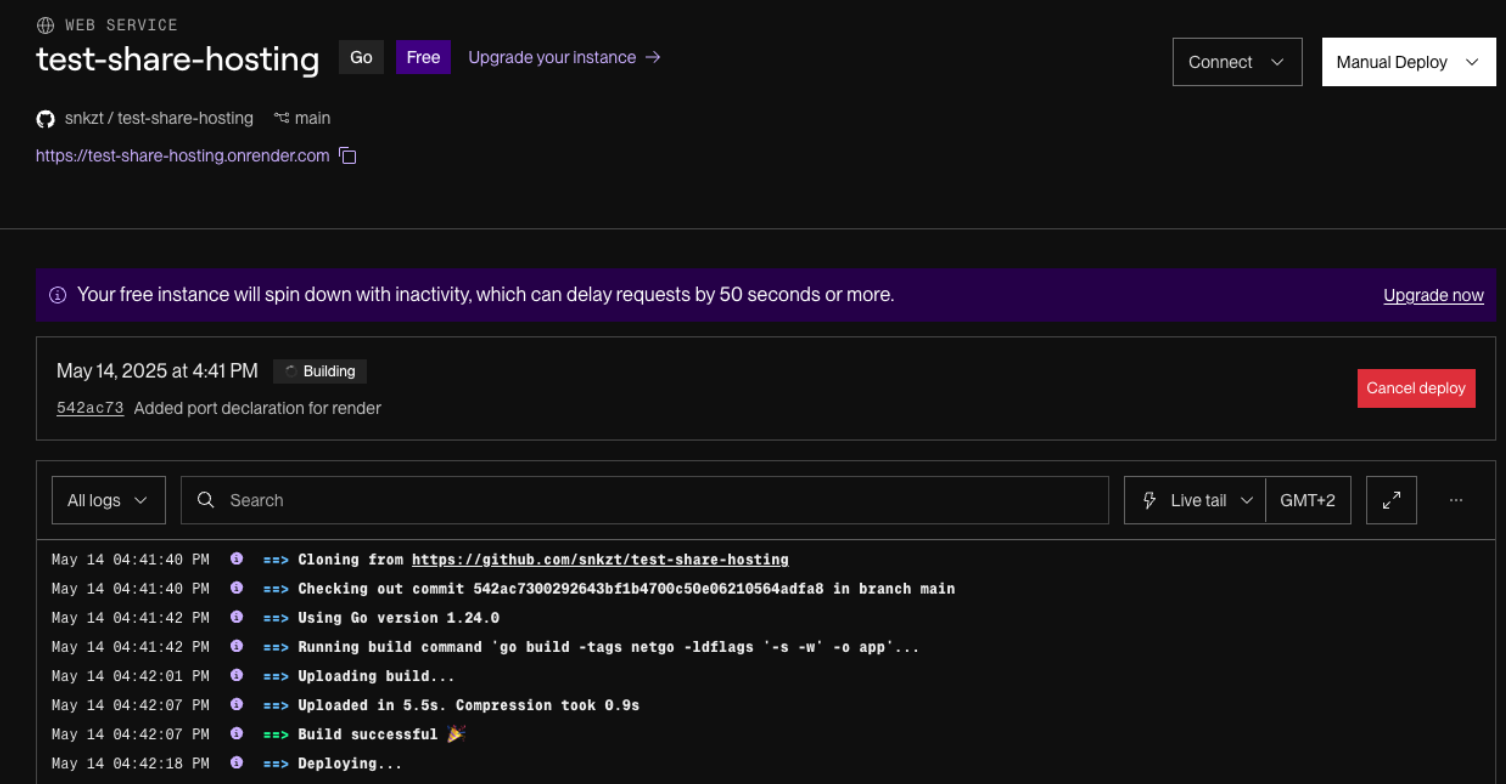 WEB SERVICE
test-share-hosting Go Free Upgrade your instance →
Connect Manual Deploy
snkzt / test-share-hosting main
https://test-share-hosting.onrender.com
Your free instance will spin down with inactivity, which can delay requests by 50 seconds or more. Upgrade now
May 14, 2025 at 4:41 PM Building
542ac73 Added port declaration for render
Cancel deploy
All logs Search Live tail GMT+2 ...
May 14 04:41:40 PM ==> Cloning from https://github.com/snkzt/test-share-hosting
May 14 04:41:40 PM ==> Checking out commit 542ac7300292643bf1b4700c50e06210564adfa8 in branch main
May 14 04:41:42 PM ==> Using Go version 1.24.0
May 14 04:41:42 PM ==> Running build command 'go build -tags netgo -ldflags '-s -w' -o app'...
May 14 04:42:01 PM ==> Uploading build...
May 14 04:42:07 PM ==> Uploaded in 5.5s. Compression took 0.9s
May 14 04:42:07 PM ==> Build successful 🎉
May 14 04:42:18 PM ==> Deploying...